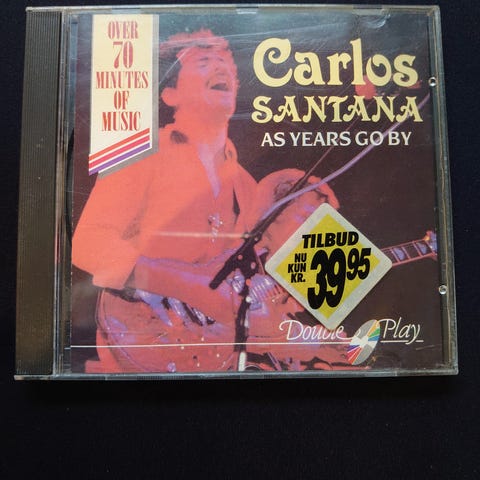 OVER
70
MINUTES
OF
MUSIC
Carlos
SANTANA
AS YEARS GO BY
TILBUD
NU
KUN
KR.
39.95
Double Play